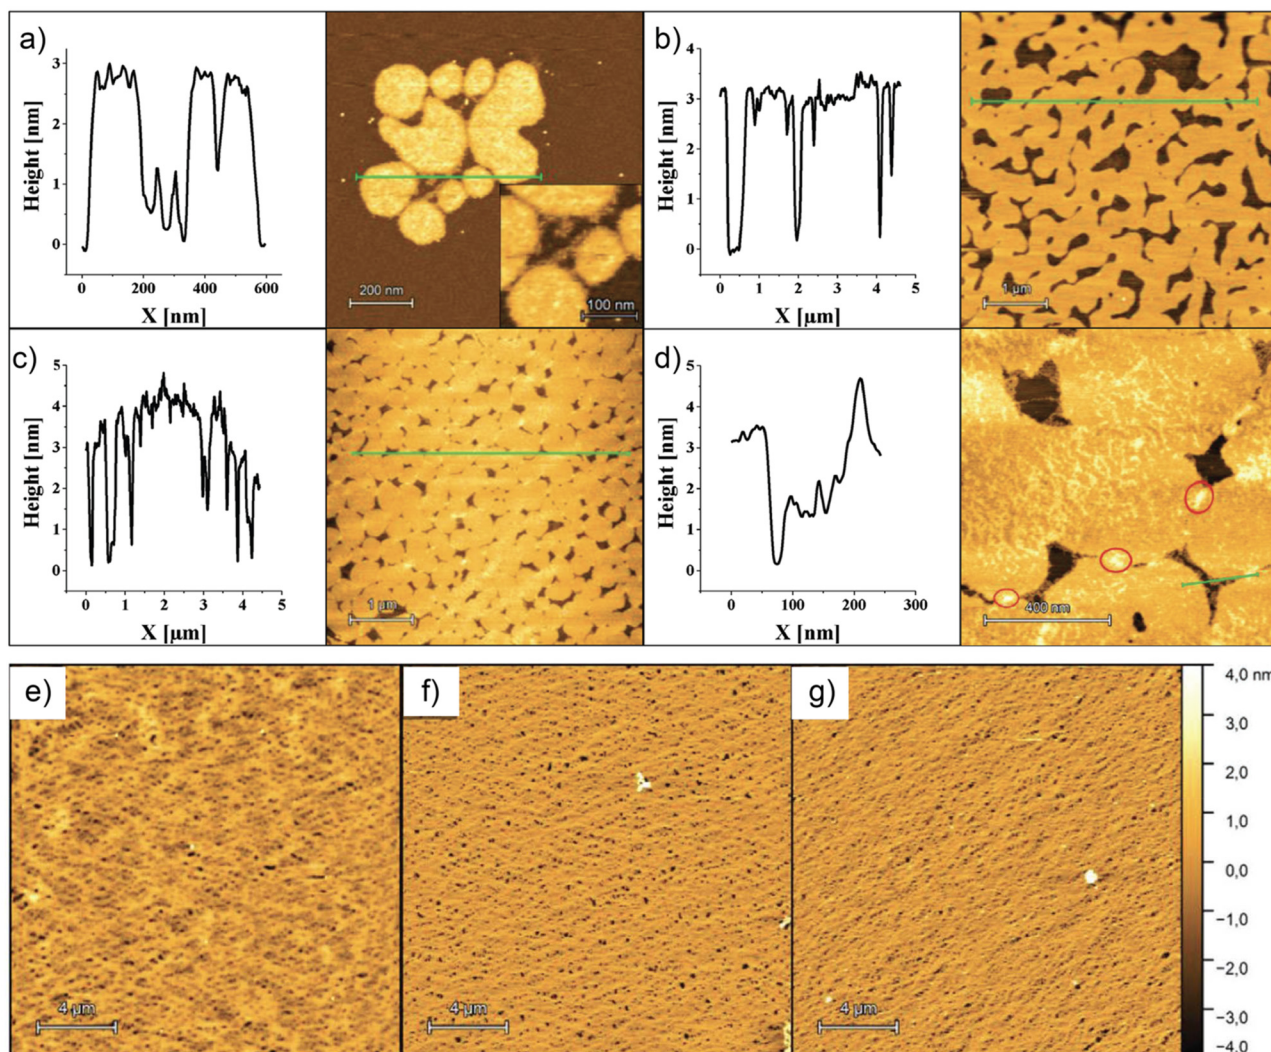 a)
Height [nm]
3
2
1
0
0 200 400 600
X [nm]
200 nm
100 nm
b)
Height [nm]
4
3
2
1
0
0 1 2 3 4 5
X [µm]
1 µm
c)
Height [nm]
5
4
3
2
1
0
0 1 2 3 4 5
X [µm]
1 µm
d)
Height [nm]
5
4
3
2
1
0
0 100 200 300
X [nm]
400 nm
e)
4 µm
f)
4 µm
g)
4 µm
4,0 nm
3,0
2,0
1,0
0,0
−1,0
−2,0
−3,0
−4,0